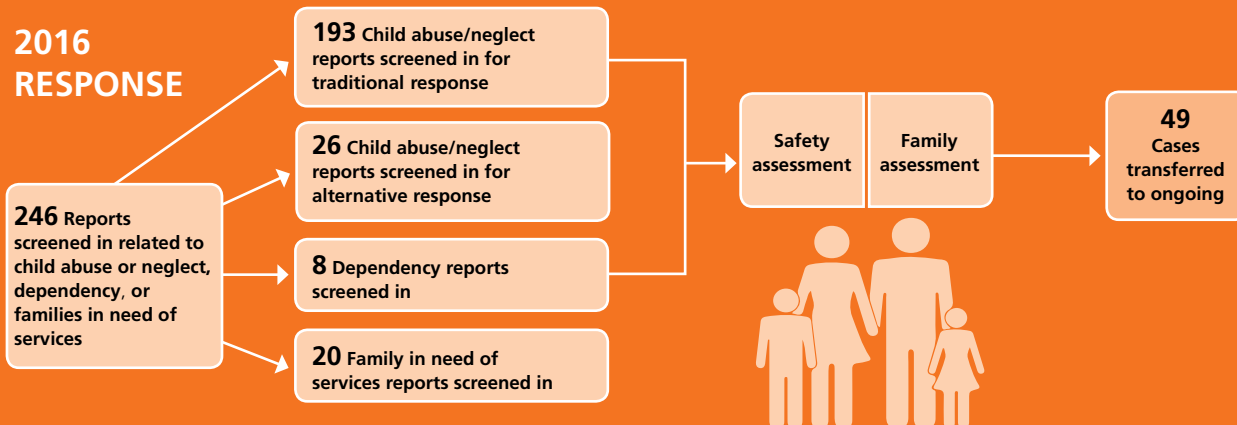 2016
RESPONSE
246 Reports
screened in related to
child abuse or neglect,
dependency, or
families in need of
services
193 Child abuse/neglect
reports screened in for
traditional response
26 Child abuse/neglect
reports screened in for
alternative response
8 Dependency reports
screened in
20 Family in need of
services reports screened in
Safety
assessment
Family
assessment
49
Cases
transferred
to ongoing